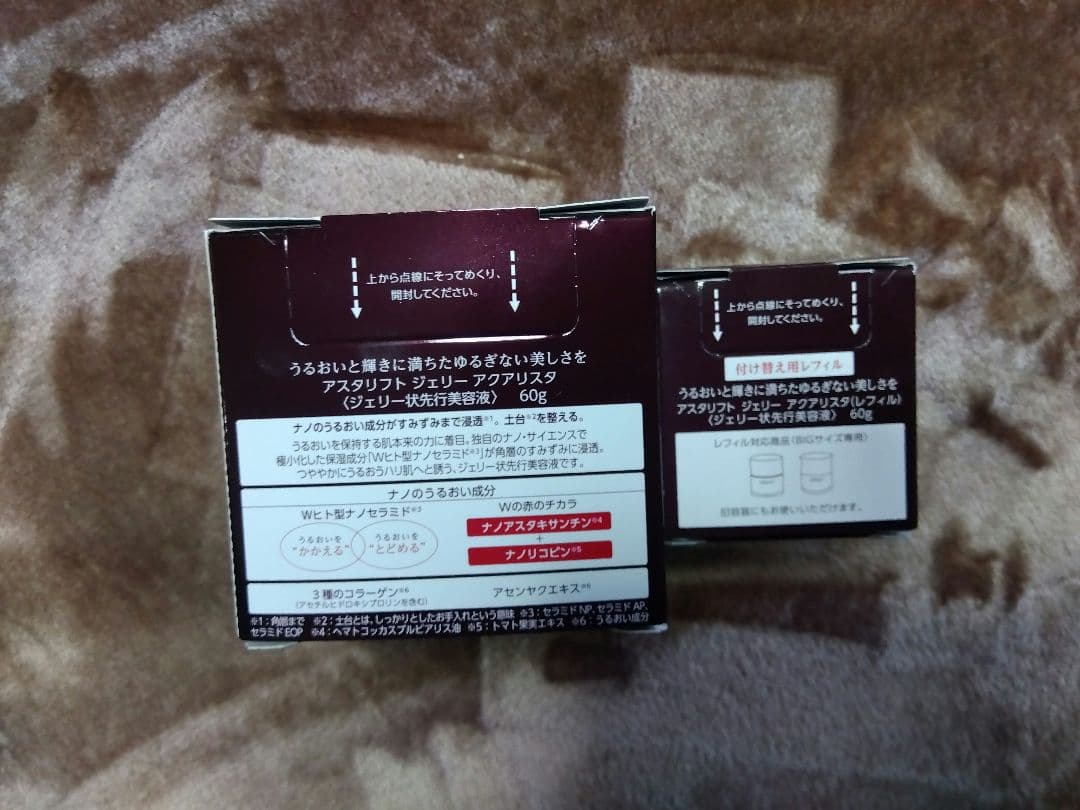 上から点線にそってめくり、
開封してください。
うるおいと輝きに満ちたゆるぎない美しさを
アスタリフト ジェリー アクアリスタ
〈ジェリー状先行美容液〉 60g
ナノのうるおい成分がすみずみまで浸透※1。土台※2を整える。
うるおいを保持する肌本来の力に着目。独自のナノ・サイエンスで
極小化した保湿成分「Wヒト型ナノセラミド※3」が角層のすみずみに浸透。
つややかにうるおうハリ肌へと誘う、ジェリー状先行美容液です。
ナノのうるおい成分
Wヒト型ナノセラミド※3
うるおいを
“かかえる”
うるおいを
“とどめる”
Wの赤のチカラ
ナノアスタキサンチン※4
+
ナノリコピン※5
3種のコラーゲン※6
(アセチルヒドロキシプロリンを含む)
アセンヤクエキス※6
※1：角層まで ※2：土台とは、しっかりとしたお手入れという意味 ※3：セラミドNP、セラミドAP、
セラミドEOP ※4：ヘマトコッカスプルビアリス油 ※5：トマト果実エキス ※6：うるおい成分
上から点線にそってめくり、
開封してください。
付け替え用レフィル
うるおいと輝きに満ちたゆるぎない美しさを
アスタリフト ジェリー アクアリスタ(レフィル)
〈ジェリー状先行美容液〉 60g
レフィル対応商品〈BIGサイズ専用〉
旧容器にもお使いいただけます。